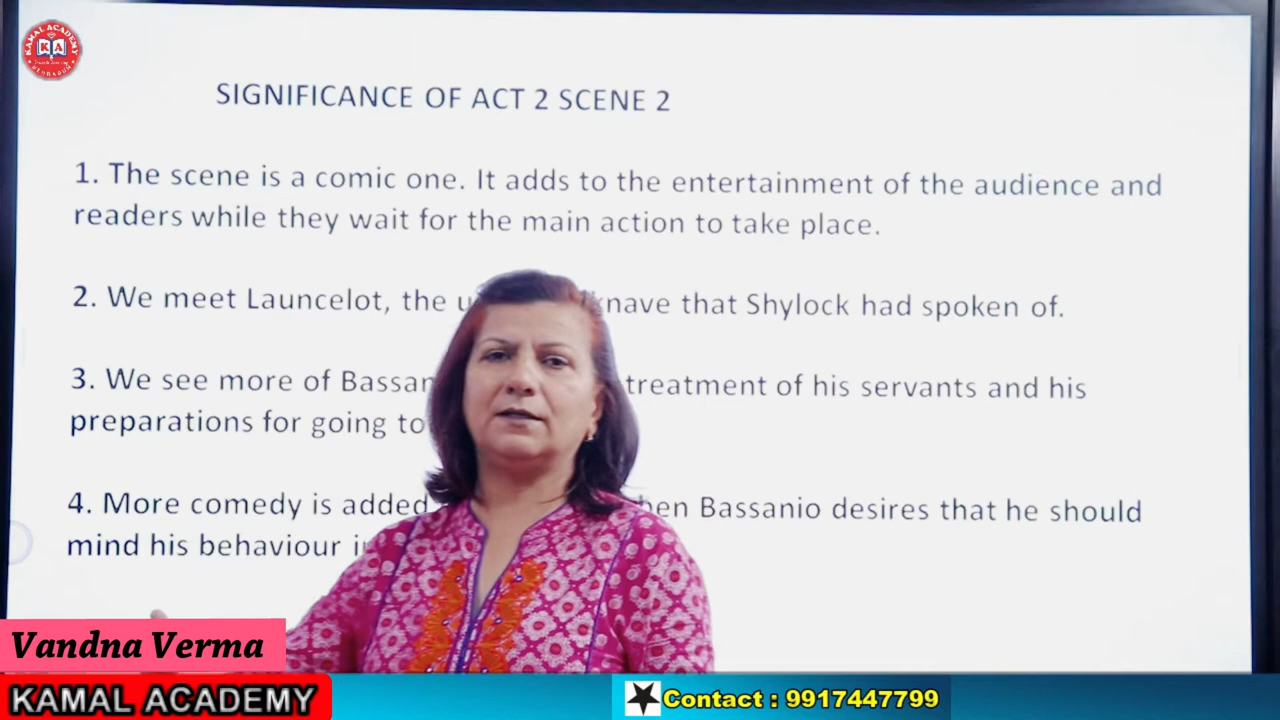 KAMAL ACADEMY
K A
SIGNIFICANCE OF ACT 2 SCENE 2
1. The scene is a comic one. It adds to the entertainment of the audience and
readers while they wait for the main action to take place.
2. We meet Launcelot, the knave that Shylock had spoken of.
3. We see more of treatment of his servants and his
preparations for going to
4. More comedy is added Bassanio desires that he should
mind his behaviour
Vandna Verma
KAMAL ACADEMY
Contact : 9917447799